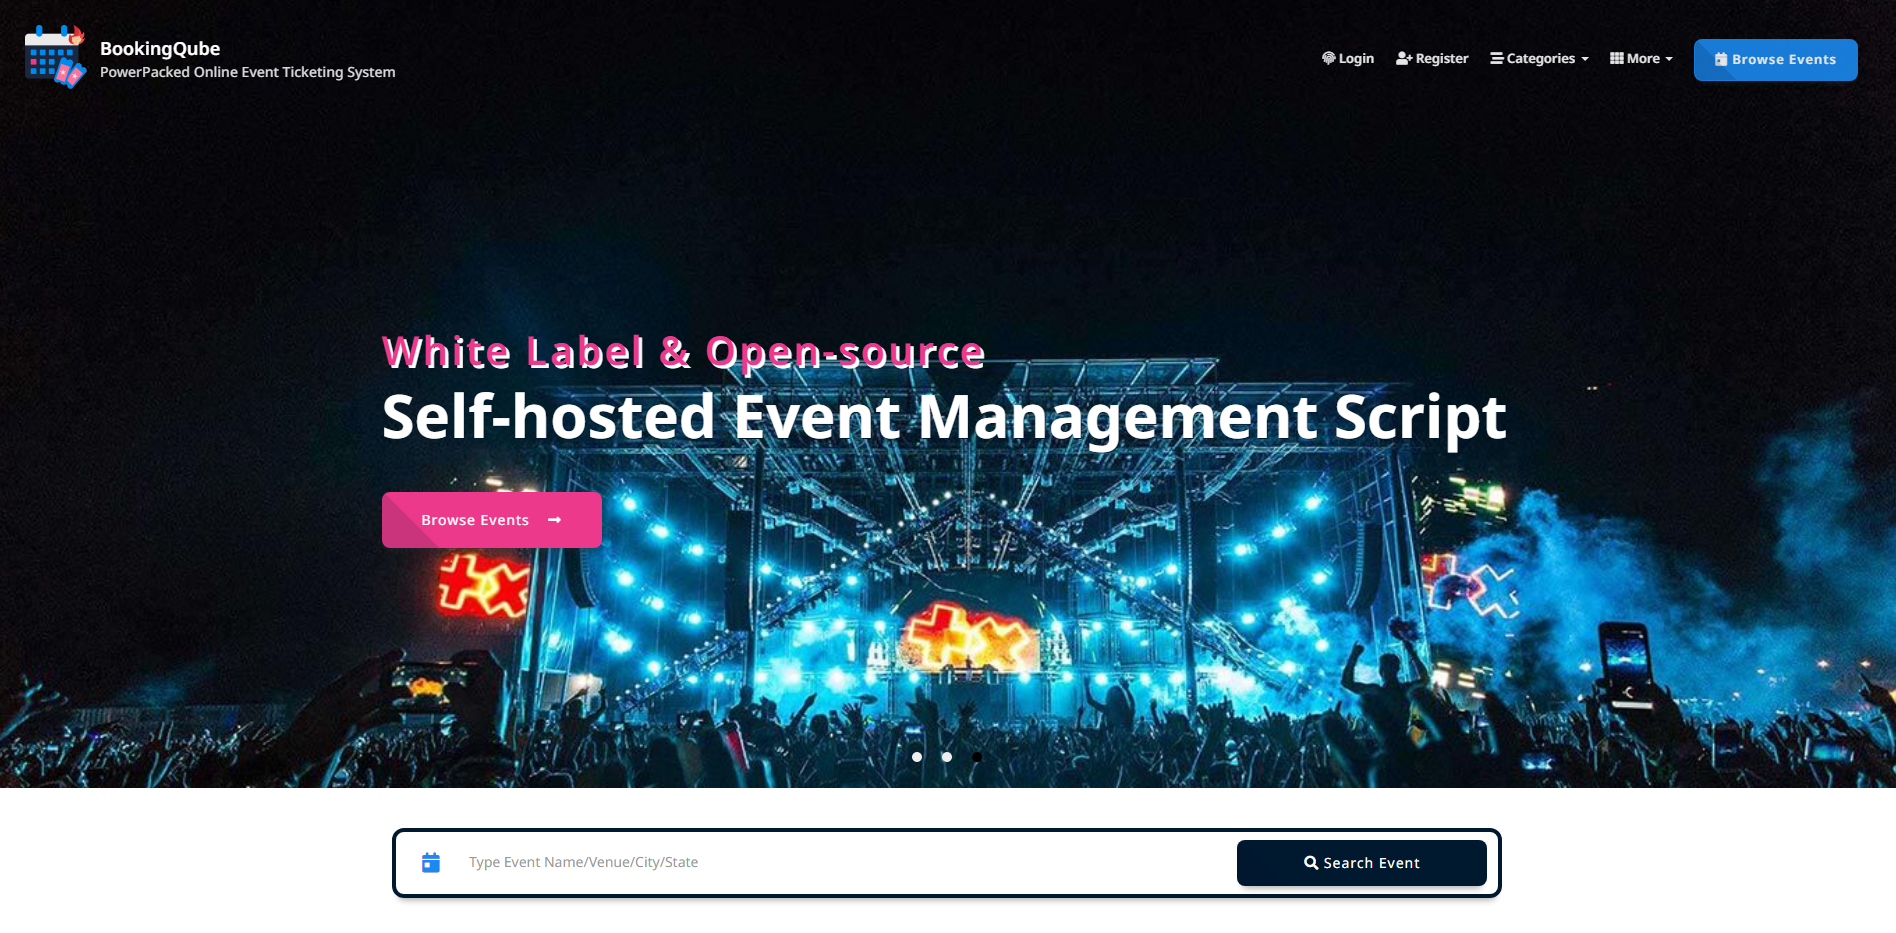 BookingQube
PowerPacked Online Event Ticketing System
Login
Register
Categories
More
Browse Events
White Label & Open-source
Self-hosted Event Management Script
Browse Events
Type Event Name/Venue/City/State
Search Event